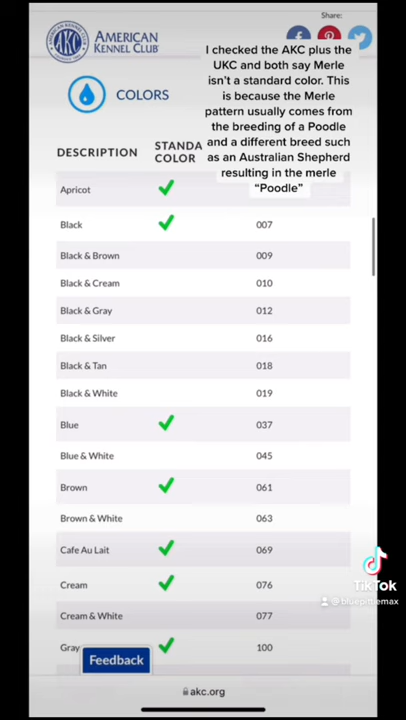 Share:
AMERICAN
KENNEL CLUB
AKC
I checked the AKC plus the
UKC and both say Merle
isn't a standard color. This
is because the Merle
pattern usually comes from
the breeding of a Poodle
and a different breed such
as an Australian Shepherd
resulting in the merle
“Poodle”
COLORS
DESCRIPTION
STANDA
COLOR
Apricot
Black 007
Black & Brown 009
Black & Cream 010
Black & Gray 012
Black & Silver 016
Black & Tan 018
Black & White 019
Blue 037
Blue & White 045
Brown 061
Brown & White 063
Cafe Au Lait 069
Cream 076
Cream & White 077
Gray 100
Feedback
TikTok
akc.org